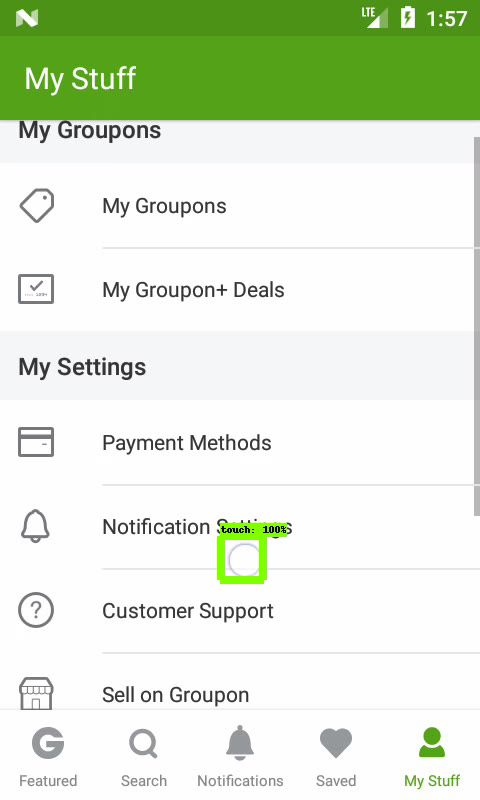 LTE 1:57
My Stuff
My Groupons
My Groupons
My Groupon+ Deals
My Settings
Payment Methods
Notification Settings
touch: 100%
Customer Support
?
Sell on Groupon
G
Featured Search Notifications Saved My Stuff